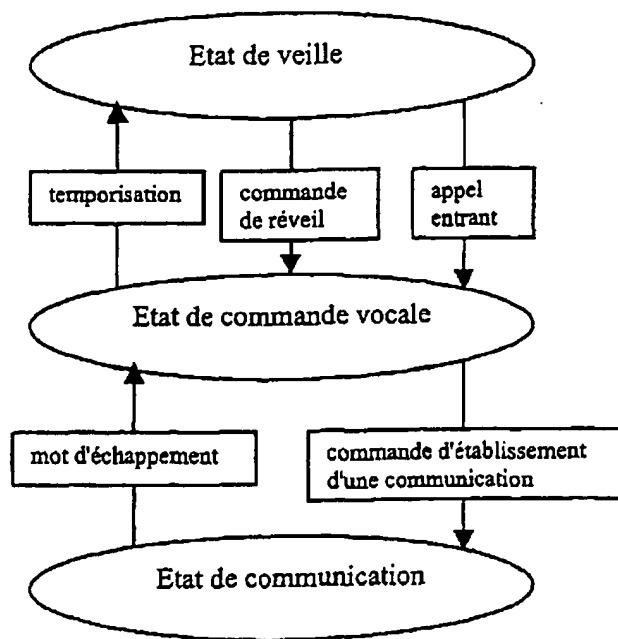 Etat de veille
temporisation
commande
de réveil
appel
entrant
Etat de commande vocale
mot d'échappement
commande d'établissement
d'une communication
Etat de communication